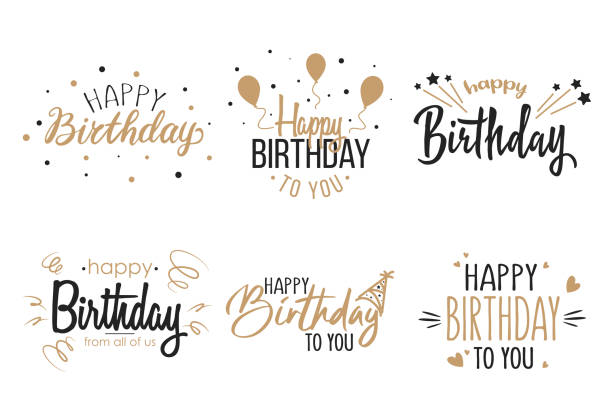 HAPPY
Birthday
Happy
BIRTHDAY
TO YOU
happy
Birthday
happy
Birthday
from all of us
HAPPY
Birthday
TO YOU
HAPPY
BIRTHDAY
TO YOU